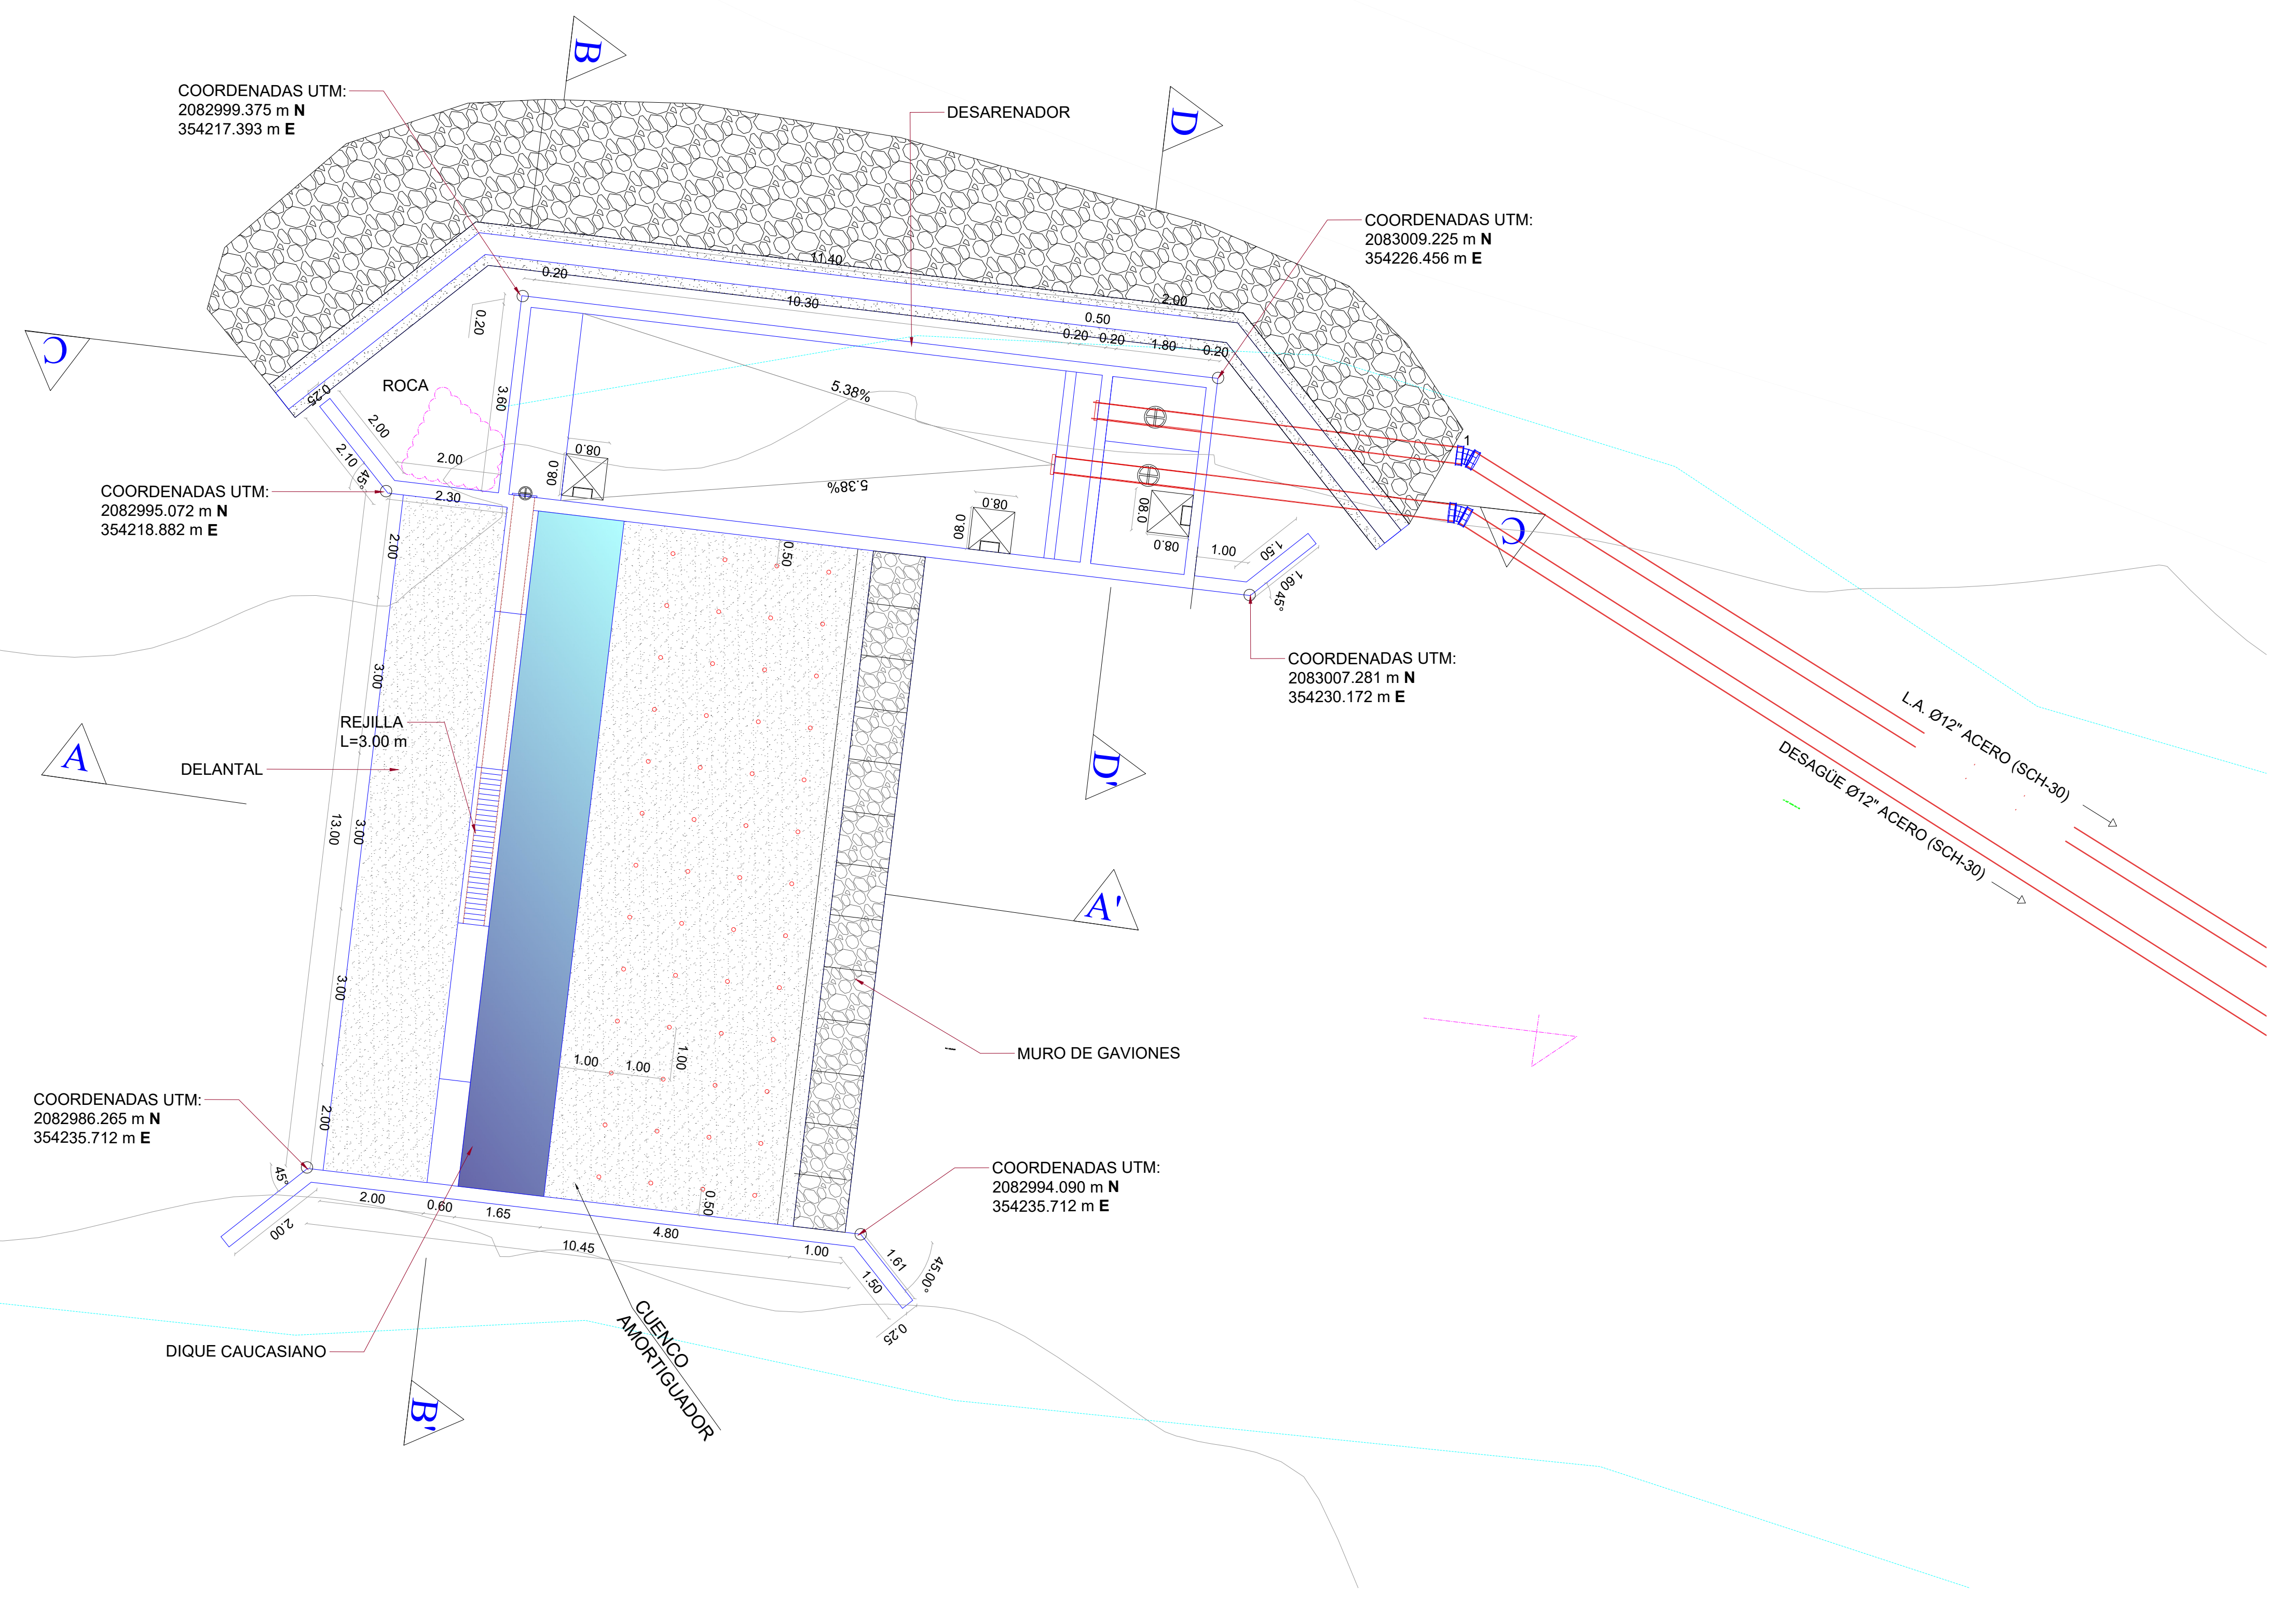 B
COORDENADAS UTM:
2082999.375 m N
354217.393 m E
DESARENADOR
D
COORDENADAS UTM:
2083009.225 m N
354226.456 m E
11.40
0.20
10.30
2.00
0.50
0.20
0.20
1.80
0.20
0.20
C
ROCA
0.25
3.60
5.38%
2.00
2.10
45°
2.00
0.80
0.80
5.38%
1
COORDENADAS UTM:
2082995.072 m N
354218.882 m E
2.30
0.80
0.80
0.80
0.80
C
2.00
0.50
1.00
1.50
1.60
45°
COORDENADAS UTM:
2083007.281 m N
354230.172 m E
3.00
REJILLA
L=3.00 m
A
DELANTAL
D'
L.A. Ø12" ACERO (SCH-30)
DESAGÜE Ø12" ACERO (SCH-30)
13.00
3.00
A'
3.00
1.00
1.00
1.00
MURO DE GAVIONES
COORDENADAS UTM:
2082986.265 m N
354235.712 m E
2.00
45°
COORDENADAS UTM:
2082994.090 m N
354235.712 m E
2.00
0.60
1.65
0.50
4.80
1.00
2.00
10.45
1.61
45.00°
1.50
0.25
CUENCO
AMORTIGUADOR
DIQUE CAUCASIANO
B'